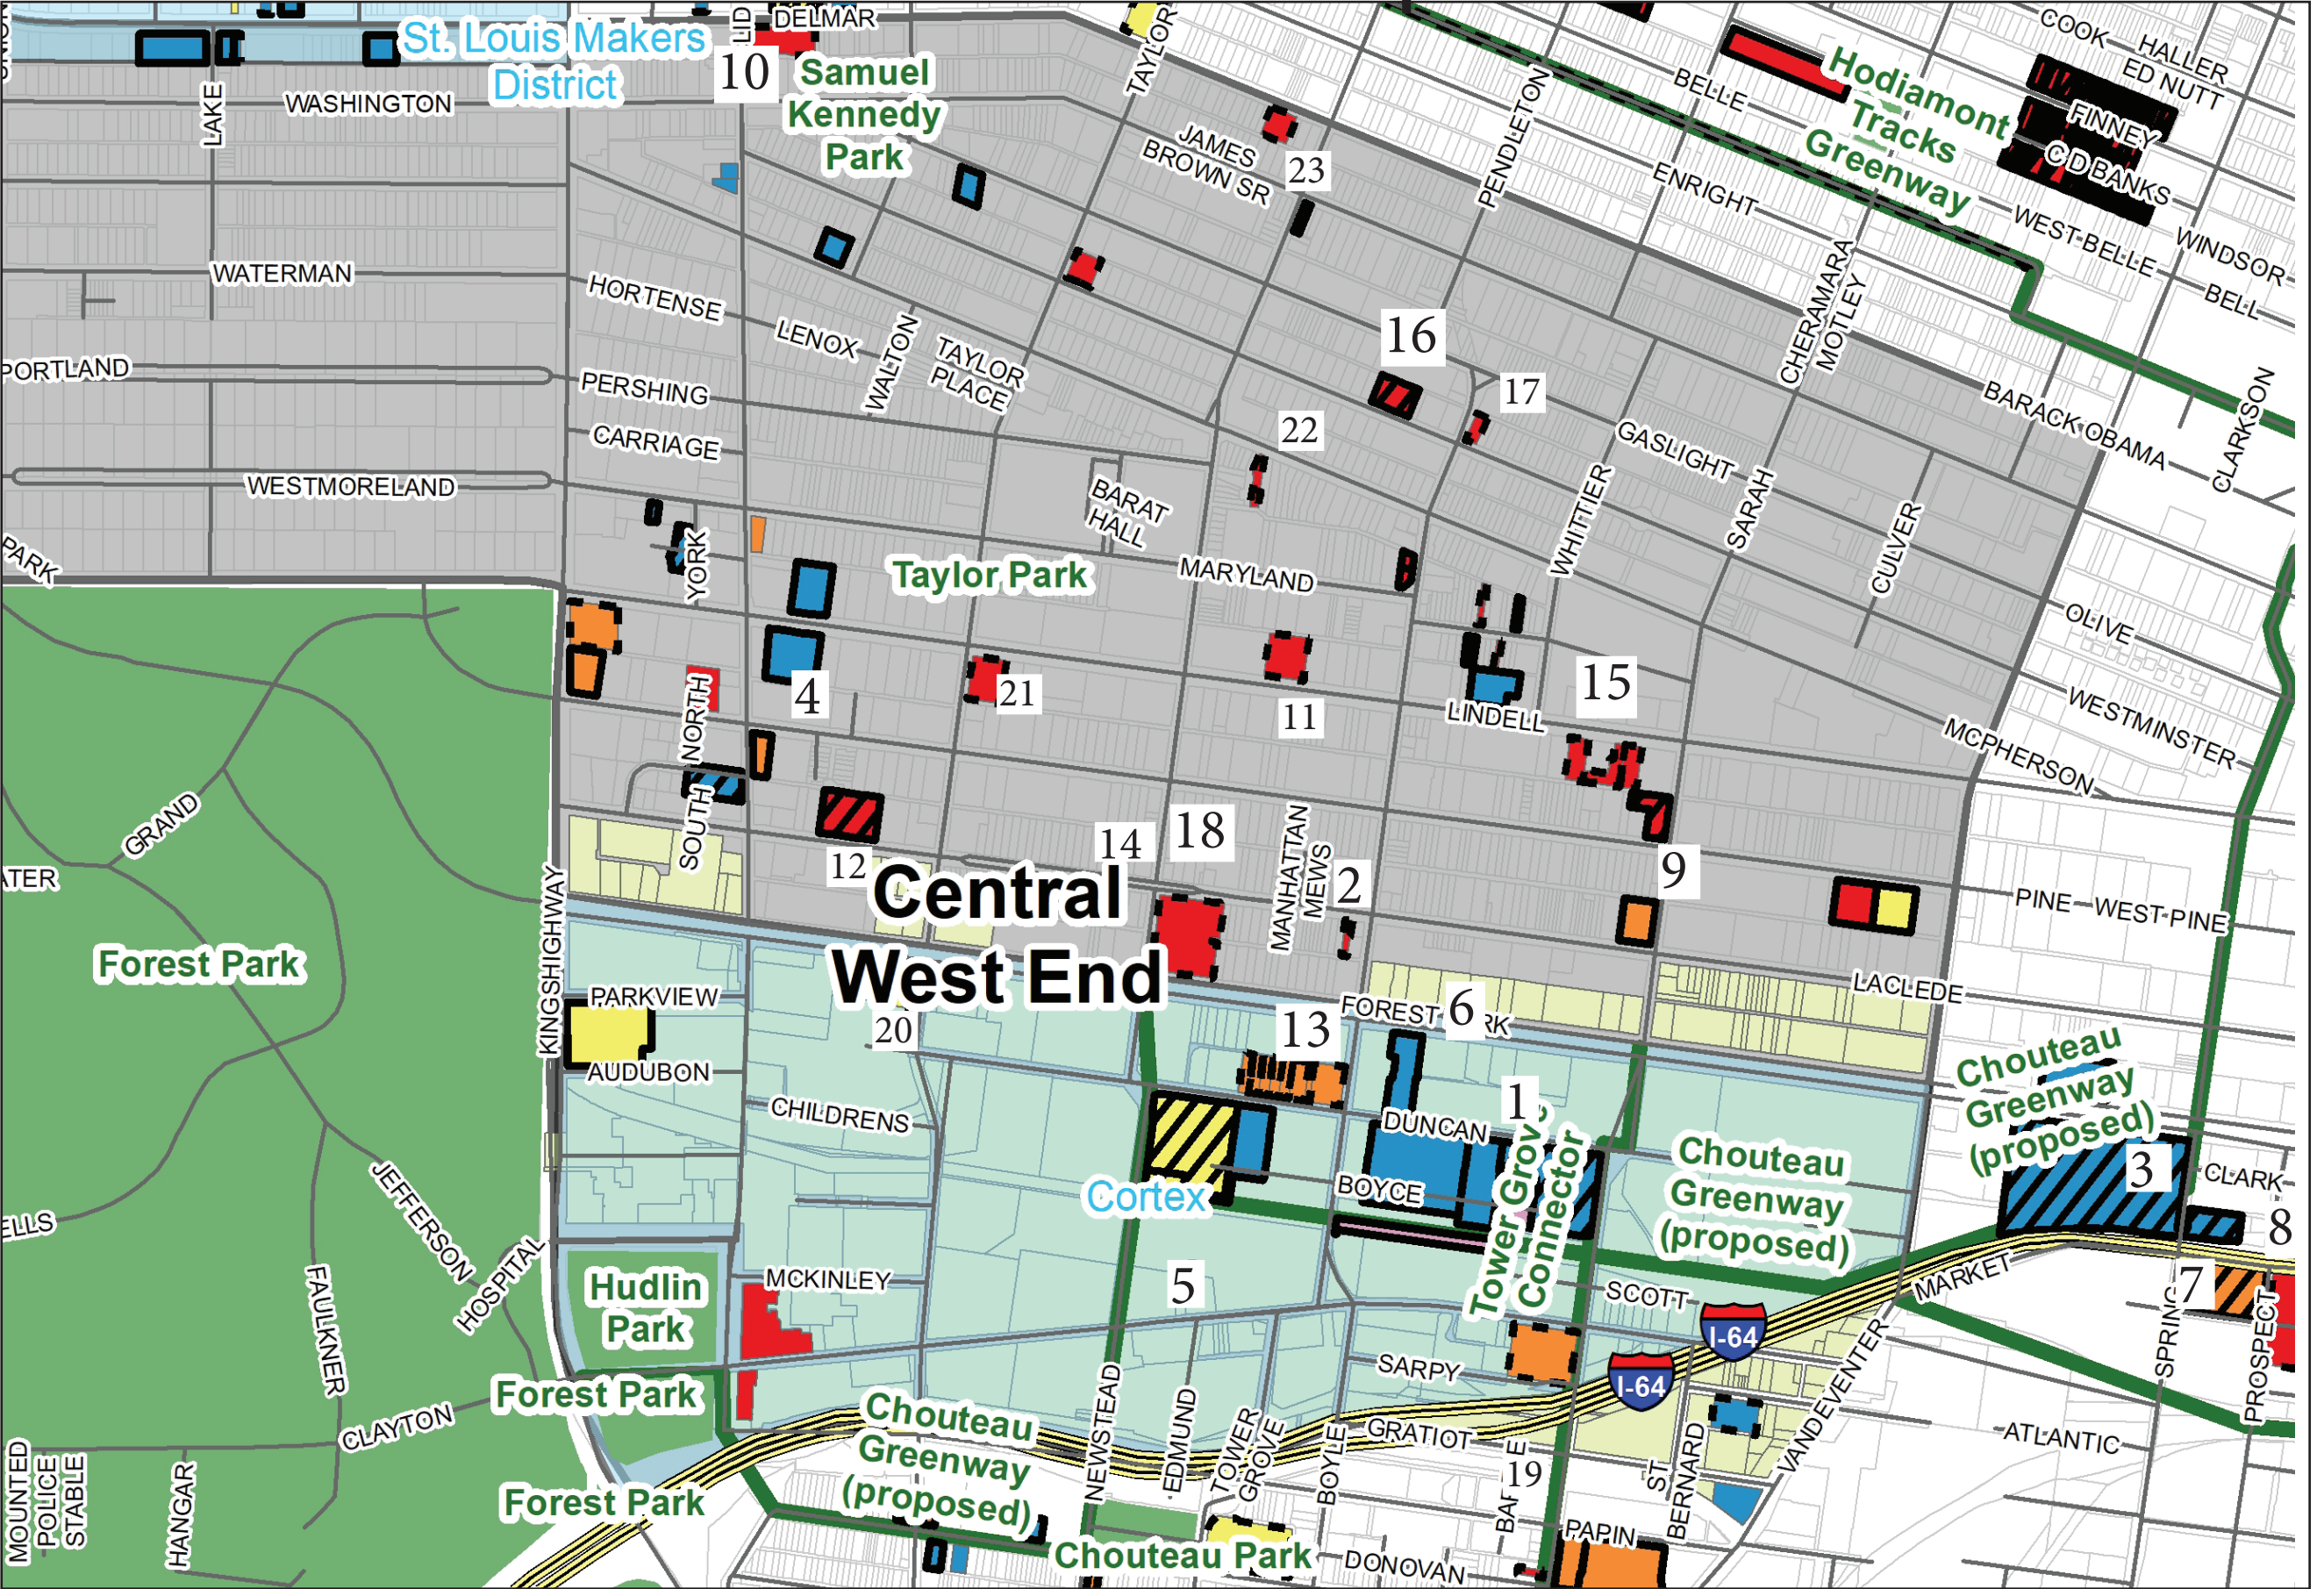 DELMAR
St. Louis Makers
District
10
Samuel
Kennedy
Park
TAYLOR
WASHINGTON
LAKE
JAMES
BROWN SR
23
PENDLETON
BELLE
ENRIGHT
Hodiamont
Tracks
Greenway
COOK
HALLER
ED NUTT
FINNEY
C D BANKS
WEST BELLE
WINDSOR
BELL
WATERMAN
HORTENSE
LENOX
WALTON
TAYLOR
PLACE
16
17
22
CHERAMARA
MOTLEY
BARACK OBAMA
CLARKSON
PORTLAND
PERSHING
CARRIAGE
WESTMORELAND
BARAT
HALL
GASLIGHT
WHITTIER
SARAH
CULVER
PARK
YORK
Taylor Park
MARYLAND
OLIVE
WESTMINSTER
MCPHERSON
NORTH
4
21
11
LINDELL
15
GRAND
SOUTH
12
14
18
MANHATTAN
MEWS
2
9
Central
West End
PINE
WEST PINE
LACLEDE
Forest Park
KINGSHIGHWAY
PARKVIEW
AUDUBON
20
13
FOREST
6
CHILDRENS
DUNCAN
1
BOYCE
Cortex
Tower Grove
Connector
Chouteau
Greenway
(proposed)
Chouteau
Greenway
(proposed)
3
CLARK
8
7
JEFFERSON
HOSPITAL
FAULKNER
Hudlin
Park
MCKINLEY
5
SCOTT
MARKET
I-64
I-64
SARPY
SPRING
PROSPECT
VANDEVENTER
Forest Park
CLAYTON
Chouteau
Greenway
(proposed)
NEWSTEAD
EDMUND
TOWER
GROVE
BOYLE
GRATIOT
19
ST
BERNARD
ATLANTIC
MOUNTED
POLICE
STABLE
HANGAR
Forest Park
Chouteau Park
DONOVAN
PAPIN